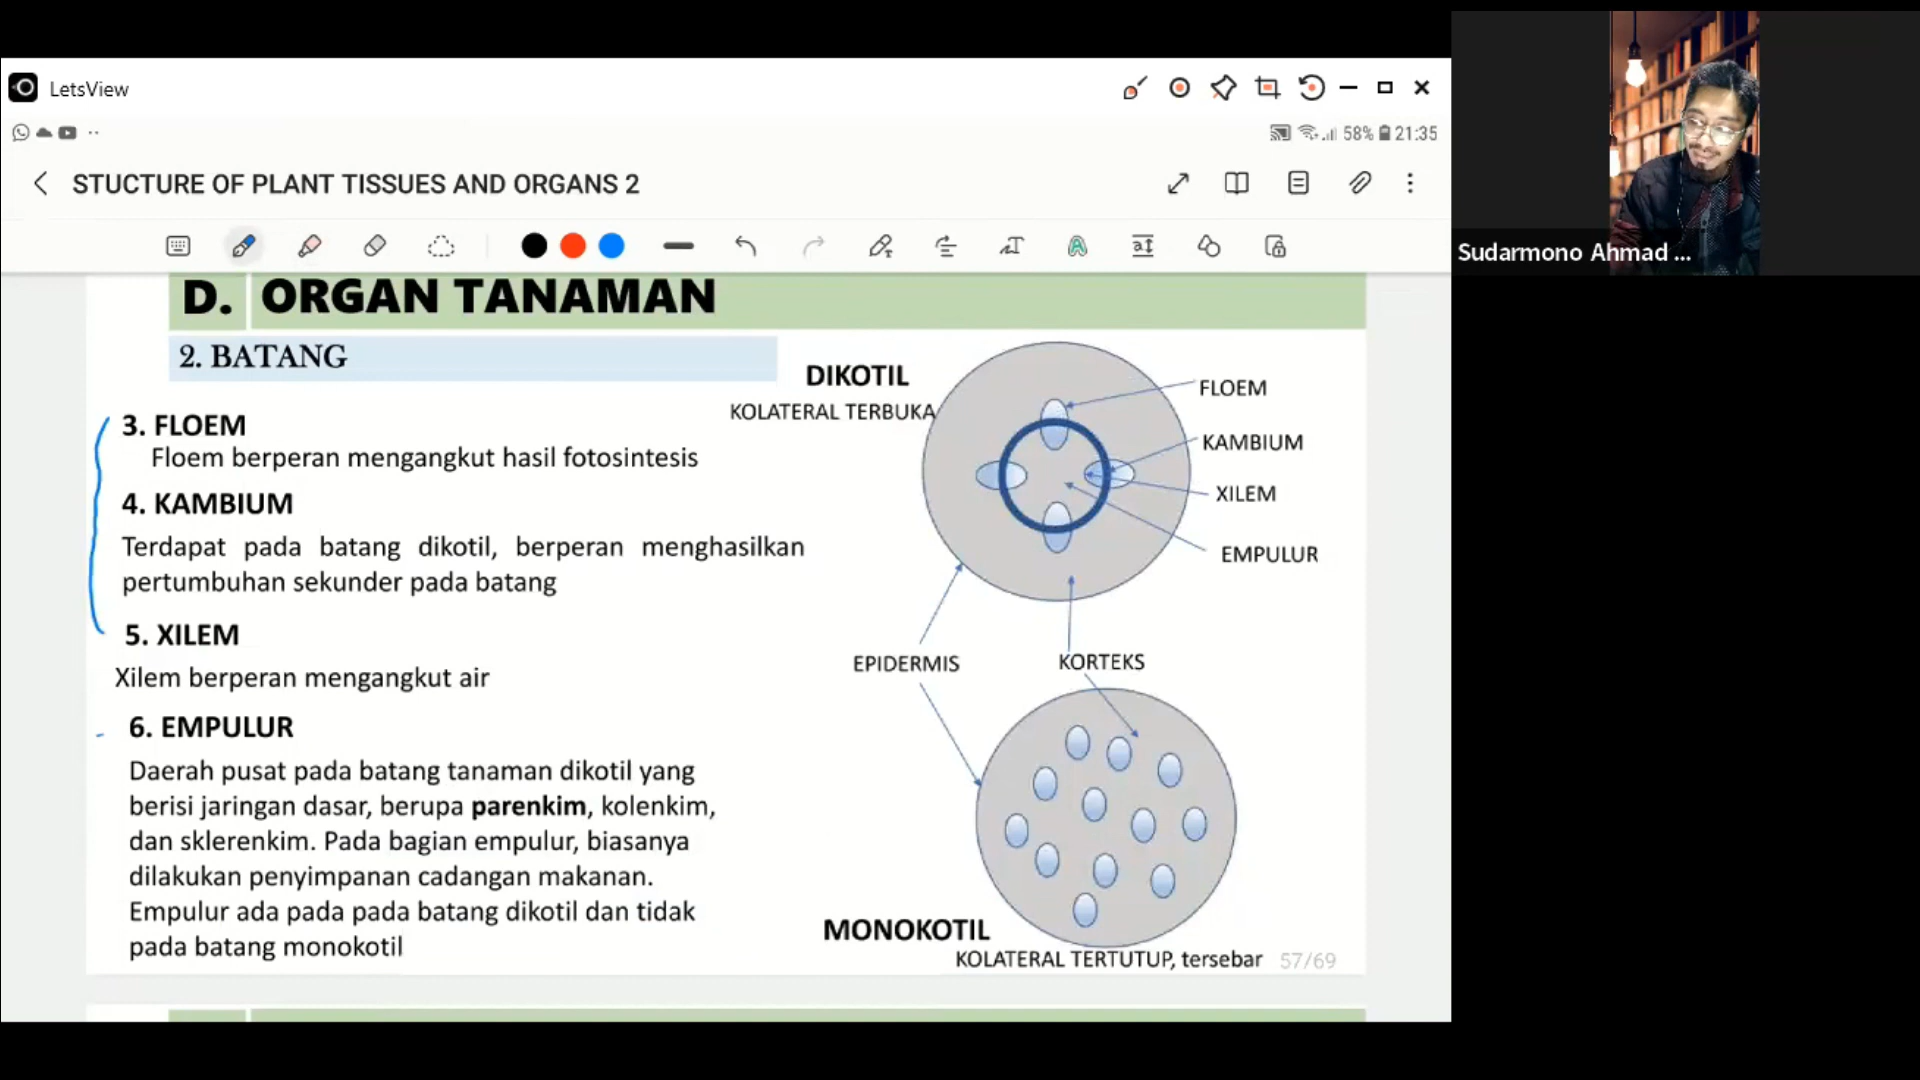 LetsView
58% 21:35
STUCTURE OF PLANT TISSUES AND ORGANS 2
D. ORGAN TANAMAN
2. BATANG
3. FLOEM
Floem berperan mengangkut hasil fotosintesis
4. KAMBIUM
Terdapat pada batang dikotil, berperan menghasilkan
pertumbuhan sekunder pada batang
5. XILEM
Xilem berperan mengangkut air
6. EMPULUR
Daerah pusat pada batang tanaman dikotil yang
berisi jaringan dasar, berupa parenkim, kolenkim,
dan sklerenkim. Pada bagian empulur, biasanya
dilakukan penyimpanan cadangan makanan.
Empulur ada pada pada batang dikotil dan tidak
pada batang monokotil
DIKOTIL
KOLATERAL TERBUKA
FLOEM
KAMBIUM
XILEM
EMPULUR
EPIDERMIS
KORTEKS
MONOKOTIL
KOLATERAL TERTUTUP, tersebar
57/69
Sudarmono Ahmad ...